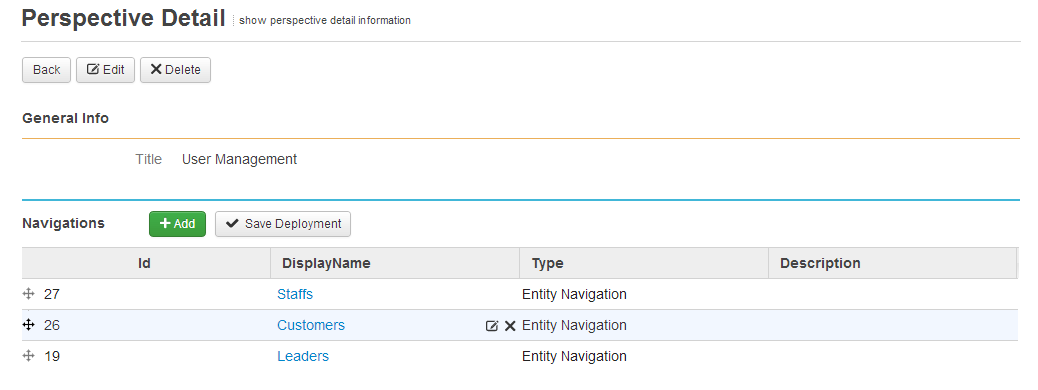 Perspective Detail show perspective detail information
Back Edit Delete
General Info
Title User Management
Navigations Add Save Deployment
Id DisplayName Type Description
27 Staffs Entity Navigation
26 Customers Entity Navigation
19 Leaders Entity Navigation